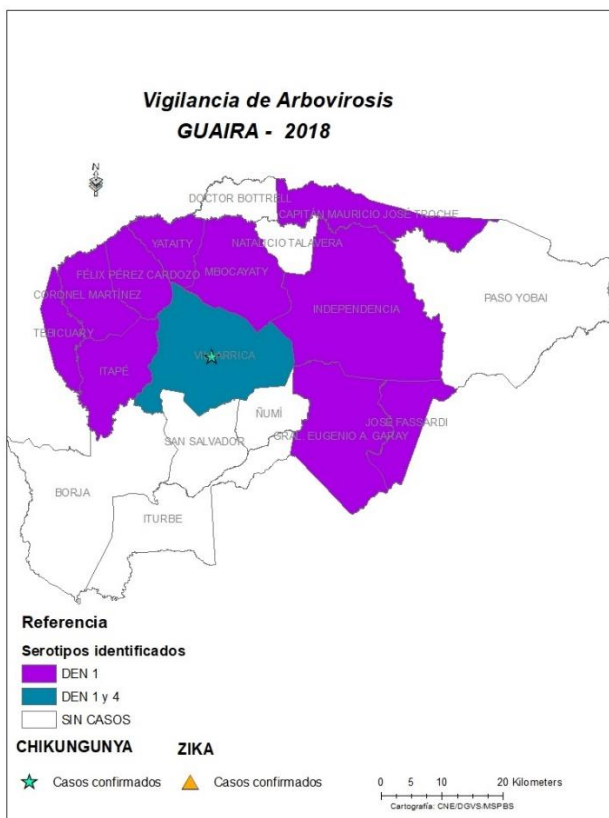 Vigilancia de Arbovirosis
GUAIRA - 2018
N
DOCTOR BOTTRELL
CAPITÁN MAURICIO JOSÉ TROCHE
YATAITY
NATALICIO TALAVERA
FÉLIX PÉREZ CARDOZO
MBOCAYATY
CORONEL MARTÍNEZ
INDEPENDENCIA
PASO YOBAI
TEBICUARY
VILLARRICA
ITAPÉ
ÑUMÍ
JOSÉ FASSARDI
SAN SALVADOR
GRAL. EUGENIO A. GARAY
BORJA
ITURBE
Referencia
Serotipos identificados
DEN 1
DEN 1 y 4
SIN CASOS
CHIKUNGUNYA ZIKA
Casos confirmados Casos confirmados
0 5 10 20 Kilometers
Cartografía: CNE/DGVS/MSPBS